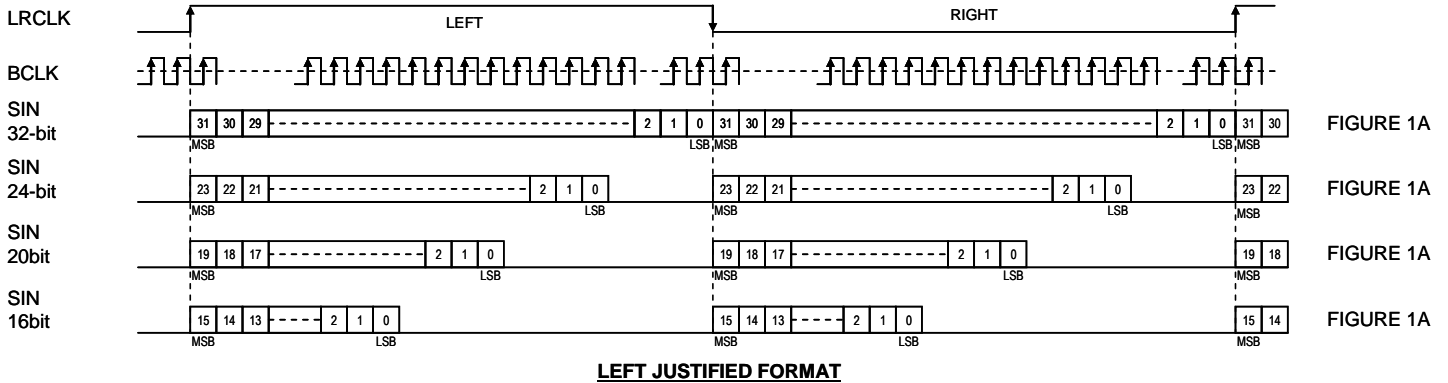 LRCLK LEFT RIGHT
BCLK
SIN
32-bit 31 30 29 2 1 0 31 30 29 2 1 0 31 30 FIGURE 1A
MSB LSB MSB LSB MSB
SIN
24-bit 23 22 21 2 1 0 23 22 21 2 1 0 23 22 FIGURE 1A
MSB LSB MSB LSB MSB
SIN
20bit 19 18 17 2 1 0 19 18 17 2 1 0 19 18 FIGURE 1A
MSB LSB MSB LSB MSB
SIN
16bit 15 14 13 2 1 0 15 14 13 2 1 0 15 14 FIGURE 1A
MSB LSB MSB LSB MSB
LEFT JUSTIFIED FORMAT